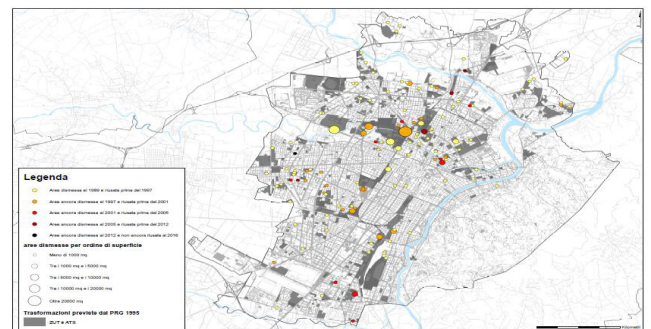 Legenda
Aree dismesse al 1989 e riusate prima del 1997
Aree ancora dismesse al 1997 e riusate prima del 2001
Aree ancora dismesse al 2001 e riusate prima del 2005
Aree ancora dismesse al 2005 e riusate prima del 2012
Aree ancora dismesse al 2012 e non ancora riusate al 2016
aree dismesse per ordine di superficie
Meno di 1000 mq
Tra i 1000 mq e i 5000 mq
Tra i 5000 mq e i 10000 mq
Tra i 10000 mq e i 20000 mq
Oltre 20000 mq
Trasformazioni previste dal PRG 1995
ZUT e ATS